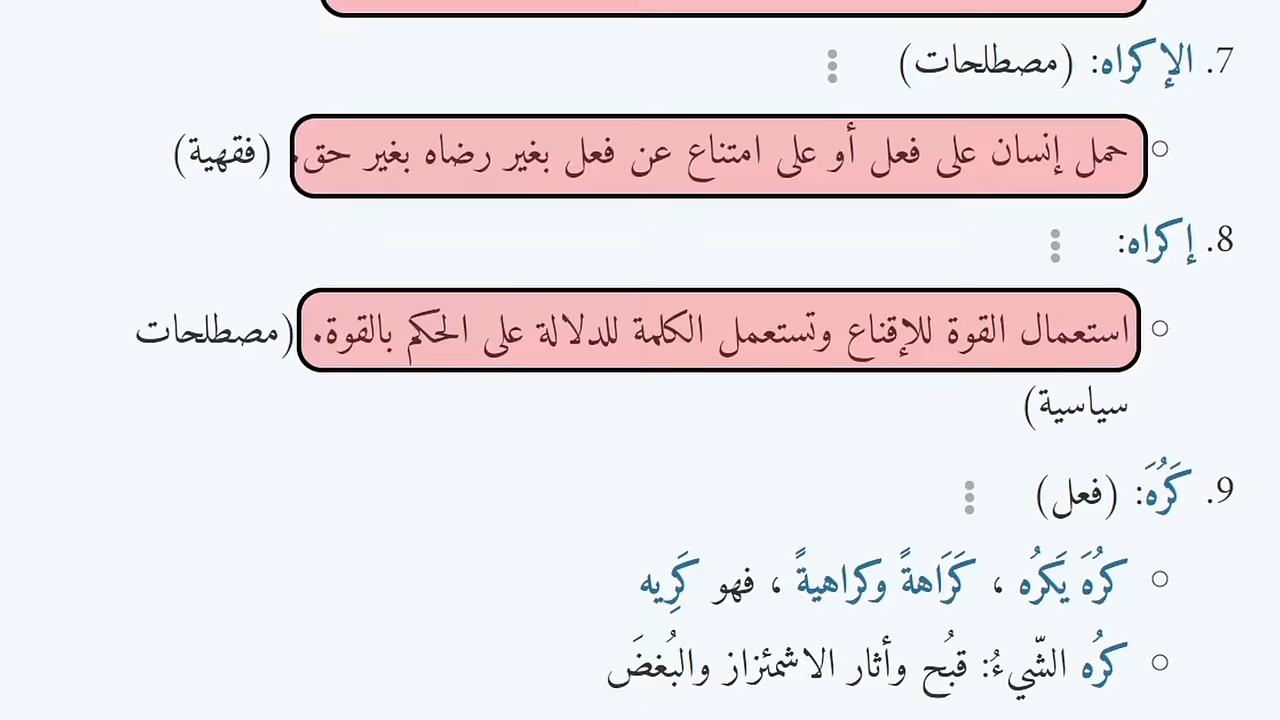 7. الإكراه: (مصطلحات)
حمل إنسان على فعل أو على امتناع عن فعل بغير رضاه بغير حق. (فقهية)
8. إكراه:
استعمال القوة للإقناع وتستعمل الكلمة للدلالة على الحكم بالقوة. (مصطلحات
سياسية)
9. كَرُهَ: (فعل)
كرُهَ يَكرُه ، كَرَاهةً وكراهيةً ، فهو كَرِيه
كرُه الشّيءُ: قبُح وأثار الاشمئزاز والبُغضَ